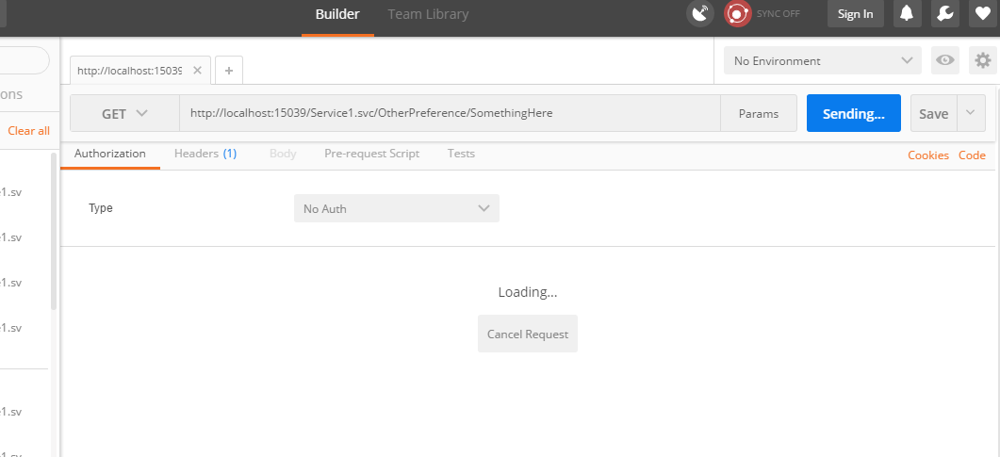 Builder Team Library SYNC OFF Sign In
http://localhost:15039 × + No Environment
ons
GET http://localhost:15039/Service1.svc/OtherPreference/SomethingHere Params Sending... Save
Clear all
Authorization Headers (1) Body Pre-request Script Tests Cookies Code
1.sv
Type No Auth
1.sv
1.sv
Loading...
1.sv
Cancel Request
1.sv
1.sv